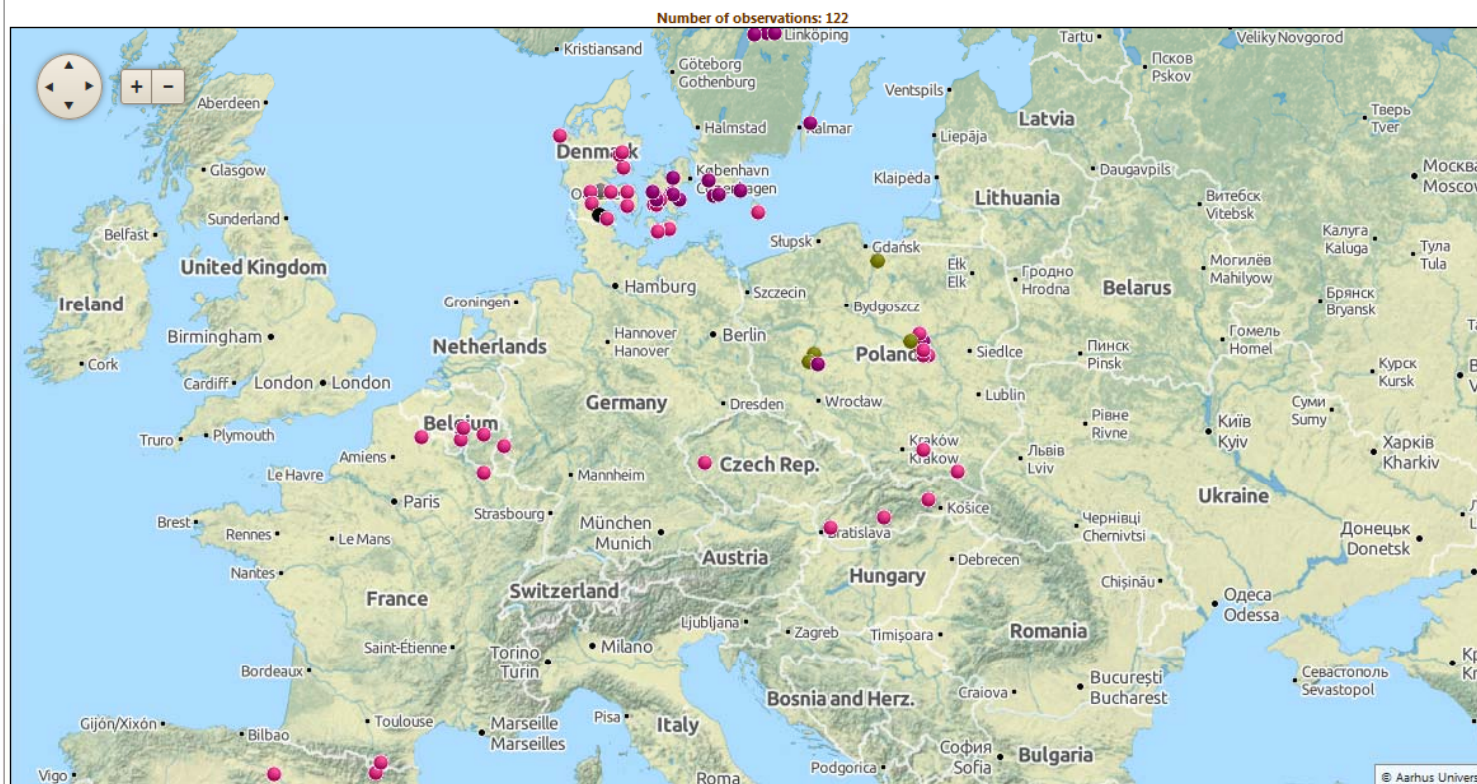 Number of observations: 122
Kristiansand
Linköping
Tartu
Veliky Novgorod
Göteborg
Gothenburg
Псков
Pskov
Aberdeen
Ventspils
Тверь
Tver
Halmstad
Kalmar
Latvia
Liepāja
Denmark
Glasgow
København
Copenhagen
Klaipėda
Daugavpils
Москва
Lithuania
Витебск
Vitebsk
Sunderland
Belfast
Słupsk
Gdańsk
Калуга
Kaluga
Тула
Tula
United Kingdom
Ełk
Elk
Гродно
Hrodna
Могилёв
Mahilyow
Ireland
Groningen
Hamburg
Szczecin
Bydgoszcz
Belarus
Брянск
Bryansk
Birmingham
Netherlands
Hannover
Hanover
Berlin
Poland
Siedlce
Пинск
Pinsk
Гомель
Homel
Cork
Cardiff
London
London
Germany
Dresden
Wrocław
Lublin
Курск
Kursk
Суми
Sumy
Truro
Plymouth
Belgium
Рівне
Rivne
Київ
Kyiv
Amiens
Le Havre
Mannheim
Czech Rep.
Kraków
Krakow
Львів
Lviv
Харків
Kharkiv
Paris
Strasbourg
Košice
Ukraine
Brest
Rennes
Le Mans
München
Munich
Bratislava
Чернівці
Chernivtsi
Донецьк
Donetsk
Nantes
Austria
Debrecen
France
Switzerland
Hungary
Chișinău
Одеса
Odessa
Saint-Étienne
Ljubljana
Zagreb
Timișoara
Romania
Bordeaux
Torino
Turin
Milano
Севастополь
Sevastopol
Gijón/Xixón
Bilbao
Toulouse
Marseille
Marseilles
Pisa
Italy
Bosnia and Herz.
Craiova
București
Bucharest
Vigo
Roma
Podgorica
София
Sofia
Bulgaria